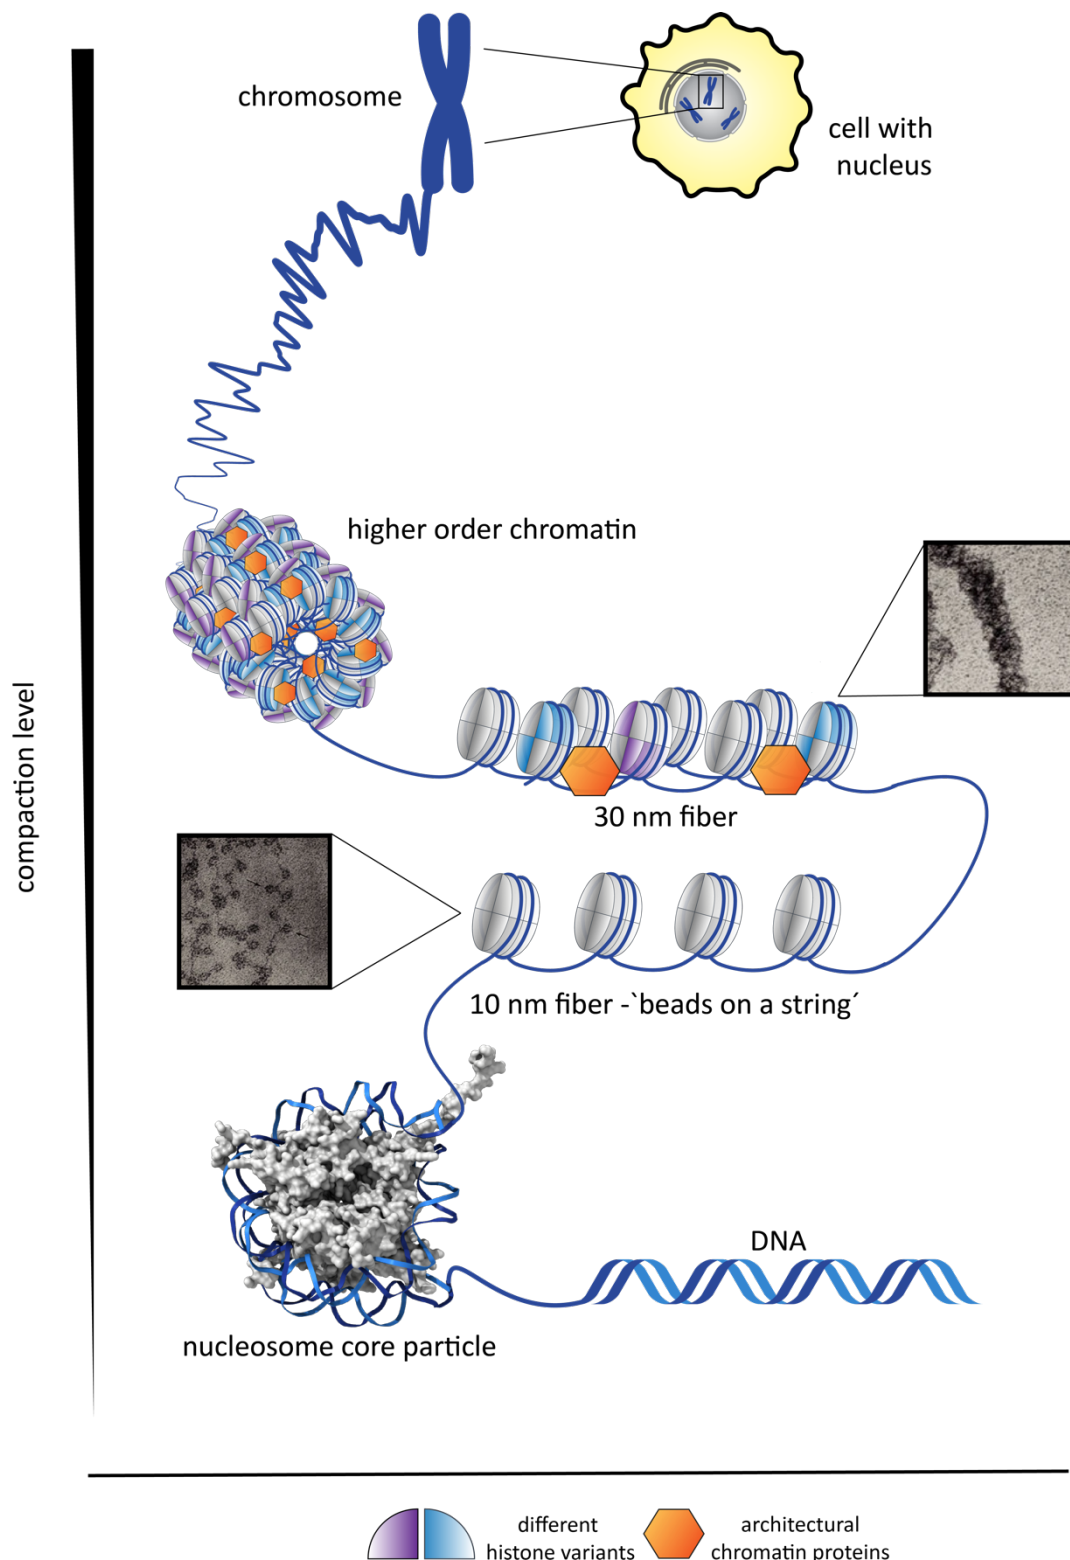 chromosome
cell with
nucleus
higher order chromatin
compaction level
30 nm fiber
10 nm fiber -`beads on a string´
DNA
nucleosome core particle
different
histone variants
architectural
chromatin proteins